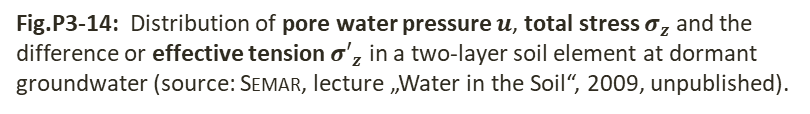 Fig.P3-14: Distribution of pore water pressure u, total stress σz and the
difference or effective tension σ'z in a two-layer soil element at dormant
groundwater (source: SEMAR, lecture „Water in the Soil“, 2009, unpublished).